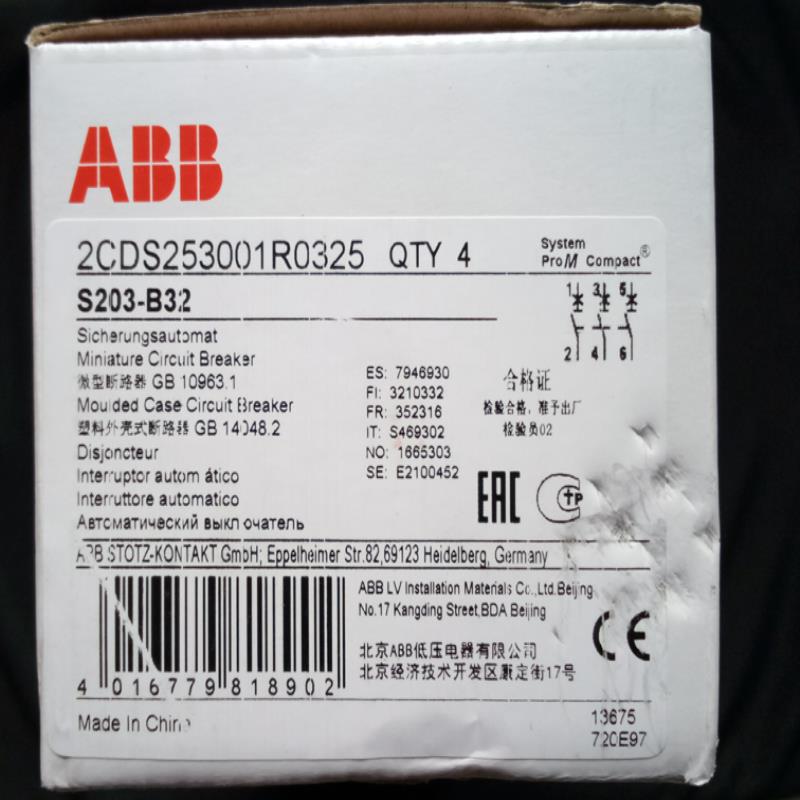 ABB
2CDS253001R0325 QTY 4
System
ProM Compact®
S203-B32
1 3 5
2 4 6
Sicherungsautomat
Miniature Circuit Breaker
微型断路器 GB 10963.1
Moulded Case Circuit Breaker
塑料外壳式断路器 GB 14048.2
Disjoncteur
Interruptor autom ático
Interruttore automatico
Автоматический выкл ючатель
ES: 7946930
FI: 3210332
FR: 352316
IT: S469302
NO: 1665303
SE: E2100452
合格证
检验合格，准予出厂
检验员02
EAC
ABB STOTZ-KONTAKT GmbH; Eppelheimer Str.82,69123 Heidelberg, Germany
ABB LV Installation Materials Co.,Ltd.Beijing
No.17 Kangding Street,BDA Beijing
CE
北京ABB低压电器有限公司
北京经济技术开发区康定街17号
4 016779 818902
Made In China
13675
720E97